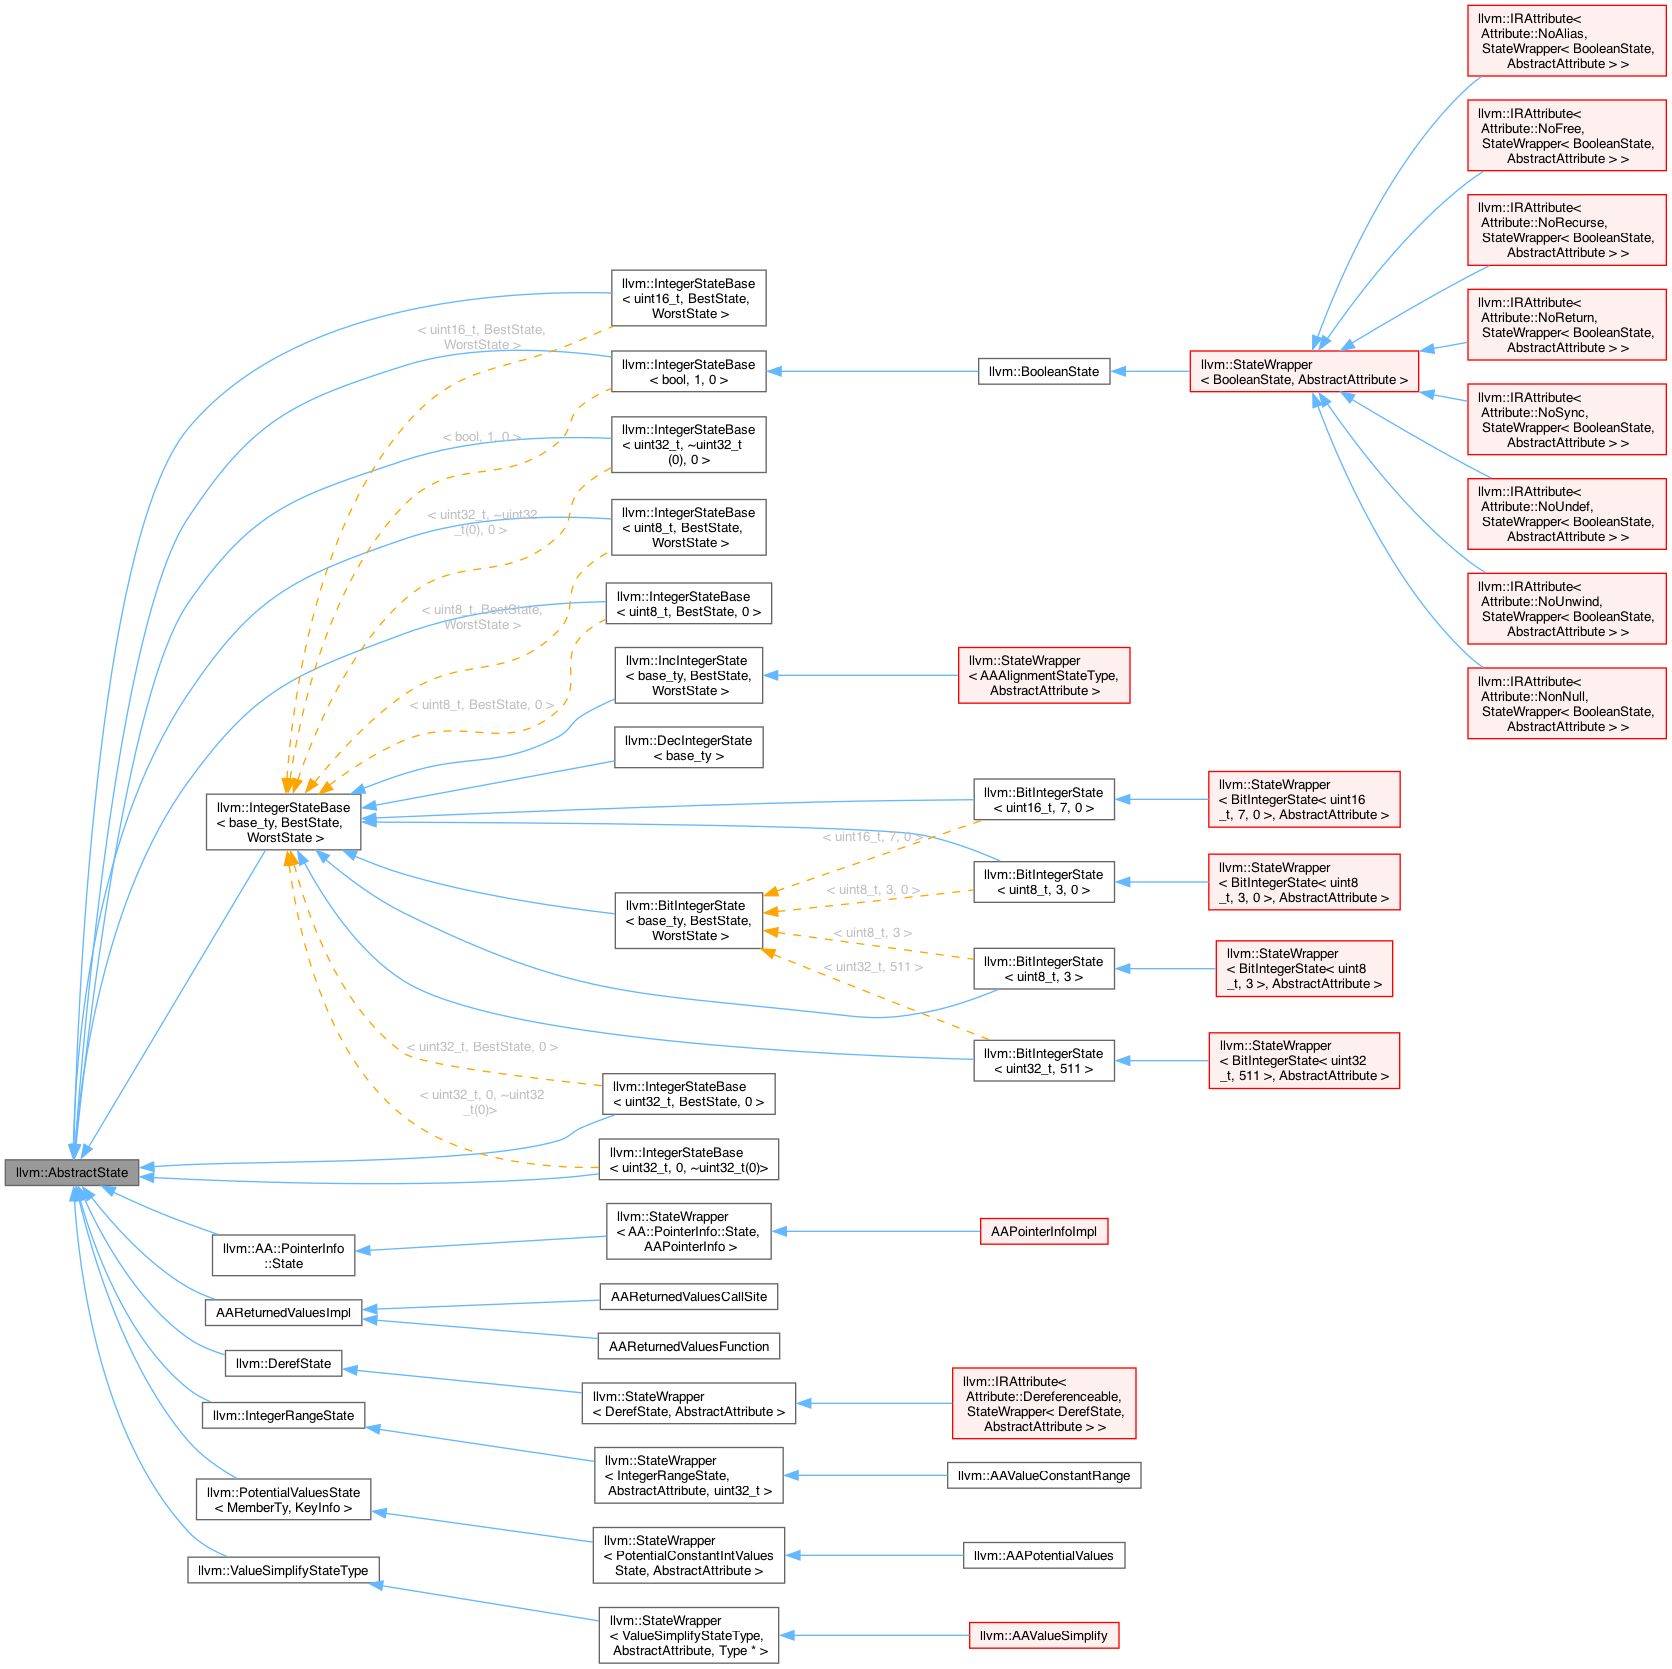 llvm::IRAttribute<
Attribute::NoAlias,
StateWrapper< BooleanState,
AbstractAttribute > >
llvm::IRAttribute<
Attribute::NoFree,
StateWrapper< BooleanState,
AbstractAttribute > >
llvm::IRAttribute<
Attribute::NoRecurse,
StateWrapper< BooleanState,
AbstractAttribute > >
llvm::IRAttribute<
Attribute::NoReturn,
StateWrapper< BooleanState,
AbstractAttribute > >
llvm::IRAttribute<
Attribute::NoSync,
StateWrapper< BooleanState,
AbstractAttribute > >
llvm::IRAttribute<
Attribute::NoUndef,
StateWrapper< BooleanState,
AbstractAttribute > >
llvm::IRAttribute<
Attribute::NoUnwind,
StateWrapper< BooleanState,
AbstractAttribute > >
llvm::IRAttribute<
Attribute::NonNull,
StateWrapper< BooleanState,
AbstractAttribute > >
llvm::StateWrapper
< BooleanState, AbstractAttribute >
llvm::BooleanState
llvm::IntegerStateBase
< uint16_t, BestState,
WorstState >
llvm::IntegerStateBase
< bool, 1, 0 >
llvm::IntegerStateBase
< uint32_t, ~uint32_t
(0), 0 >
llvm::IntegerStateBase
< uint8_t, BestState,
WorstState >
llvm::IntegerStateBase
< uint8_t, BestState, 0 >
llvm::IncIntegerState
< base_ty, BestState,
WorstState >
llvm::StateWrapper
< AAAlignmentStateType,
AbstractAttribute >
llvm::DecIntegerState
< base_ty >
< uint16_t, BestState,
WorstState >
< bool, 1, 0 >
< uint32_t, ~uint32
_t(0), 0 >
< uint8_t, BestState,
WorstState >
< uint8_t, BestState, 0 >
llvm::IntegerStateBase
< base_ty, BestState,
WorstState >
llvm::BitIntegerState
< uint16_t, 7, 0 >
llvm::StateWrapper
< BitIntegerState< uint16
_t, 7, 0 >, AbstractAttribute >
< uint16_t, 7, 0 >
llvm::BitIntegerState
< uint8_t, 3, 0 >
llvm::StateWrapper
< BitIntegerState< uint8
_t, 3, 0 >, AbstractAttribute >
< uint8_t, 3, 0 >
llvm::BitIntegerState
< base_ty, BestState,
WorstState >
< uint8_t, 3 >
llvm::BitIntegerState
< uint8_t, 3 >
llvm::StateWrapper
< BitIntegerState< uint8
_t, 3 >, AbstractAttribute >
< uint32_t, 511 >
llvm::BitIntegerState
< uint32_t, 511 >
llvm::StateWrapper
< BitIntegerState< uint32
_t, 511 >, AbstractAttribute >
< uint32_t, BestState, 0 >
llvm::IntegerStateBase
< uint32_t, BestState, 0 >
< uint32_t, 0, ~uint32
_t(0)>
llvm::IntegerStateBase
< uint32_t, 0, ~uint32_t(0)>
llvm::AbstractState
llvm::AA::PointerInfo
::State
llvm::StateWrapper
< AA::PointerInfo::State,
AAPointerInfo >
AAPointerInfoImpl
AAReturnedValuesImpl
AAReturnedValuesCallSite
AAReturnedValuesFunction
llvm::DerefState
llvm::StateWrapper
< DerefState, AbstractAttribute >
llvm::IRAttribute<
Attribute::Dereferenceable,
StateWrapper< DerefState,
AbstractAttribute > >
llvm::IntegerRangeState
llvm::StateWrapper
< IntegerRangeState,
AbstractAttribute, uint32_t >
llvm::AAValueConstantRange
llvm::PotentialValuesState
< MemberTy, KeyInfo >
llvm::StateWrapper
< PotentialConstantIntValues
State, AbstractAttribute >
llvm::AAPotentialValues
llvm::ValueSimplifyStateType
llvm::StateWrapper
< ValueSimplifyStateType,
AbstractAttribute, Type * >
llvm::AAValueSimplify